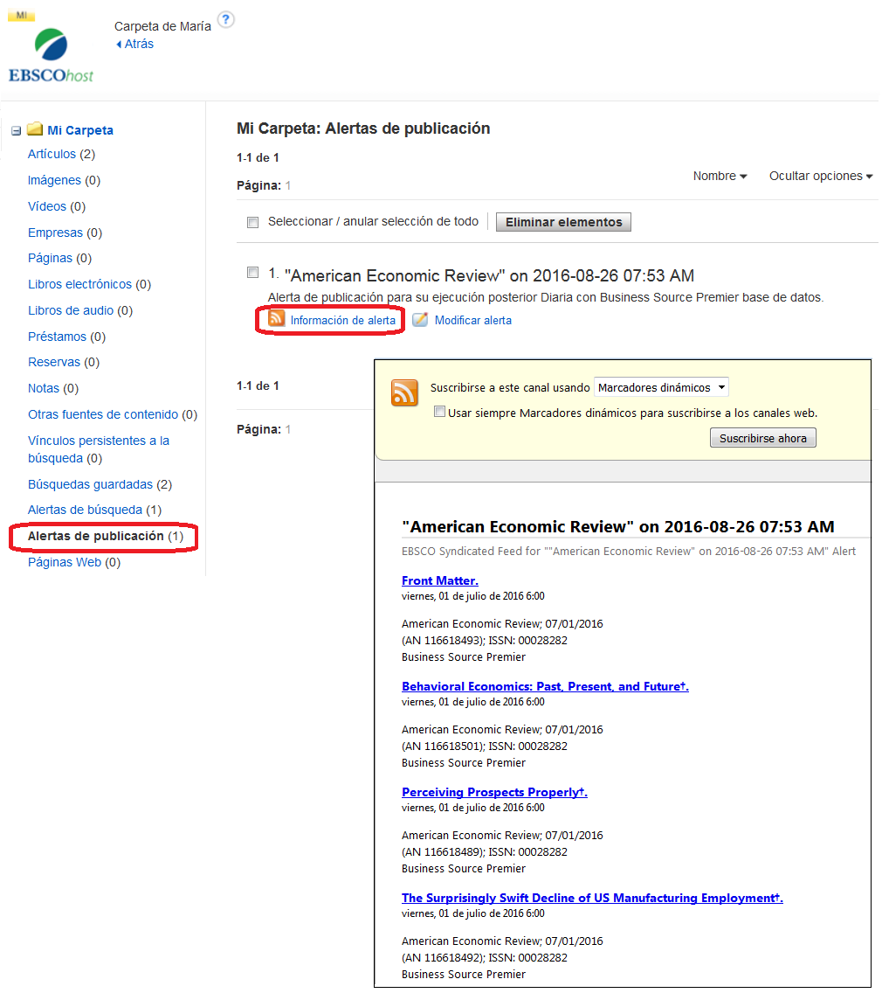 MI
EBSCOhost
Carpeta de María ?
Atrás
Mi Carpeta
Artículos (2)
Imágenes (0)
Vídeos (0)
Empresas (0)
Páginas (0)
Libros electrónicos (0)
Libros de audio (0)
Préstamos (0)
Reservas (0)
Notas (0)
Otras fuentes de contenido (0)
Vínculos persistentes a la
búsqueda (0)
Búsquedas guardadas (2)
Alertas de búsqueda (1)
Alertas de publicación (1)
Páginas Web (0)
Mi Carpeta: Alertas de publicación
1-1 de 1
Página: 1
Nombre Ocultar opciones
Seleccionar / anular selección de todo Eliminar elementos
1. "American Economic Review" on 2016-08-26 07:53 AM
Alerta de publicación para su ejecución posterior Diaria con Business Source Premier base de datos.
Información de alerta Modificar alerta
1-1 de 1
Página: 1
Suscribirse a este canal usando Marcadores dinámicos
Usar siempre Marcadores dinámicos para suscribirse a los canales web.
Suscribirse ahora
"American Economic Review" on 2016-08-26 07:53 AM
EBSCO Syndicated Feed for ""American Economic Review" on 2016-08-26 07:53 AM" Alert
Front Matter.
viernes, 01 de julio de 2016 6:00
American Economic Review; 07/01/2016
(AN 116618493); ISSN: 00028282
Business Source Premier
Behavioral Economics: Past, Present, and Future†.
viernes, 01 de julio de 2016 6:00
American Economic Review; 07/01/2016
(AN 116618501); ISSN: 00028282
Business Source Premier
Perceiving Prospects Properly†.
viernes, 01 de julio de 2016 6:00
American Economic Review; 07/01/2016
(AN 116618489); ISSN: 00028282
Business Source Premier
The Surprisingly Swift Decline of US Manufacturing Employment†.
viernes, 01 de julio de 2016 6:00
American Economic Review; 07/01/2016
(AN 116618492); ISSN: 00028282
Business Source Premier